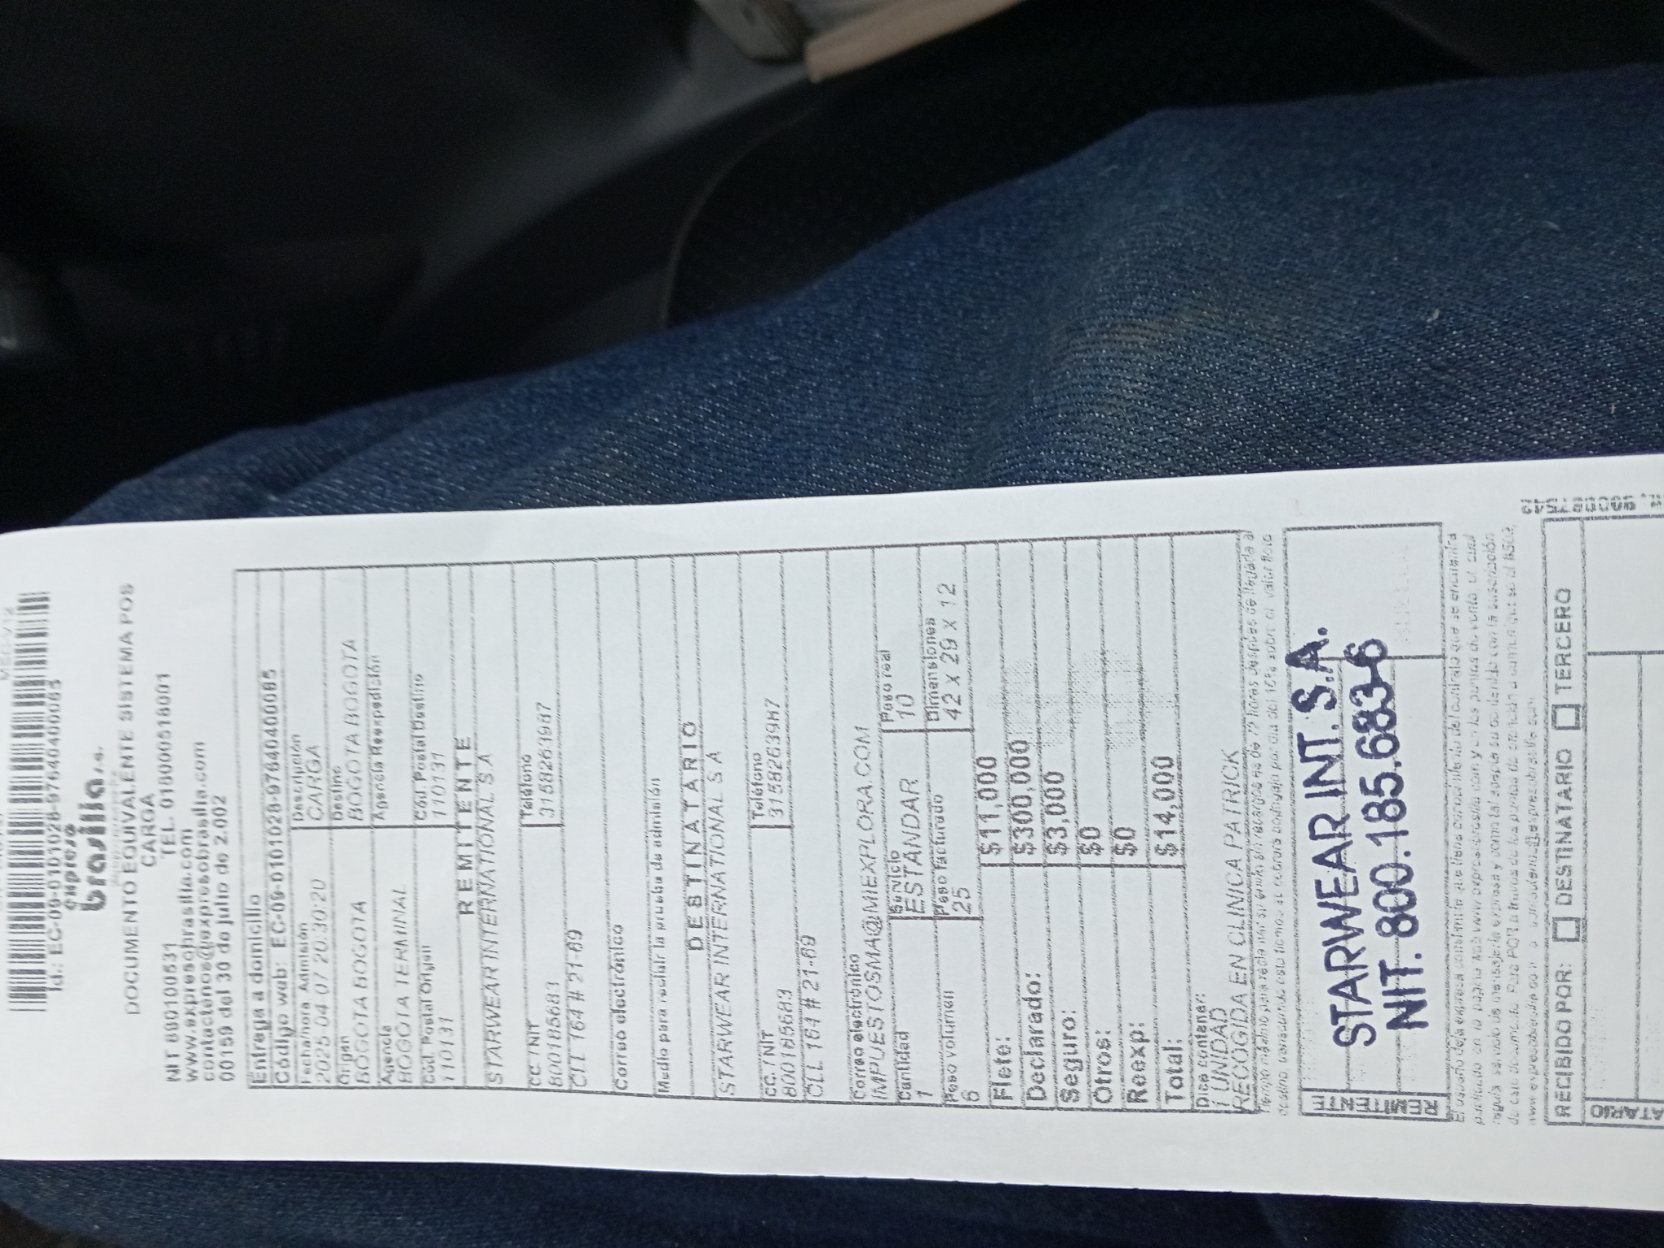 Id.: EC-09-0101028-9764040085
expreso
brasilia s.a.
DOCUMENTO EQUIVALENTE SISTEMA POS
CARGA
NIT 890100531 TEL. 018000518001
www.expresobrasilia.com
contactenos@expresobrasilia.com
00159 del 30 de julio de 2.002
Entrega a domicilio
Código web: EC-09-0101028-9764040085
Fecha/hora Admisión Descripción
2025-04-07 20:30:20 CARGA
Origen Destino
BOGOTA BOGOTA BOGOTA BOGOTA
Agencia Agencia Reexpedición
BOGOTA TERMINAL
Cód. Postal Origen Cód. Postal Destino
110131 110131
REMITENTE
STARWEAR INTERNATIONAL S A
CC. / NIT Teléfono
800185683 3158263987
CLL 164 # 21-69
Correo electrónico
Medio para recibir la prueba de admisión
DESTINATARIO
STARWEAR INTERNATIONAL S A
CC. / NIT Teléfono
800185683 3158263987
CLL 164 # 21-69
Correo electrónico
IMPUESTOSMA@MIEXPLORA.COM
Cantidad Servicio Peso real
1 ESTÁNDAR 10
Peso volumen Peso facturado Dimensiones
6 25 42 x 29 x 12
Flete: $11,000
Declarado: $300,000
Seguro: $3,000
Otros: $0
Reexp: $0
Total: $14,000
Dice contener:
1 UNIDAD
RECOGIDA EN CLINICA PATRICK
REMITENTE
STARWEAR INT. S.A.
NIT. 800.185.683-6
RECIBIDO POR: DESTINATARIO TERCERO